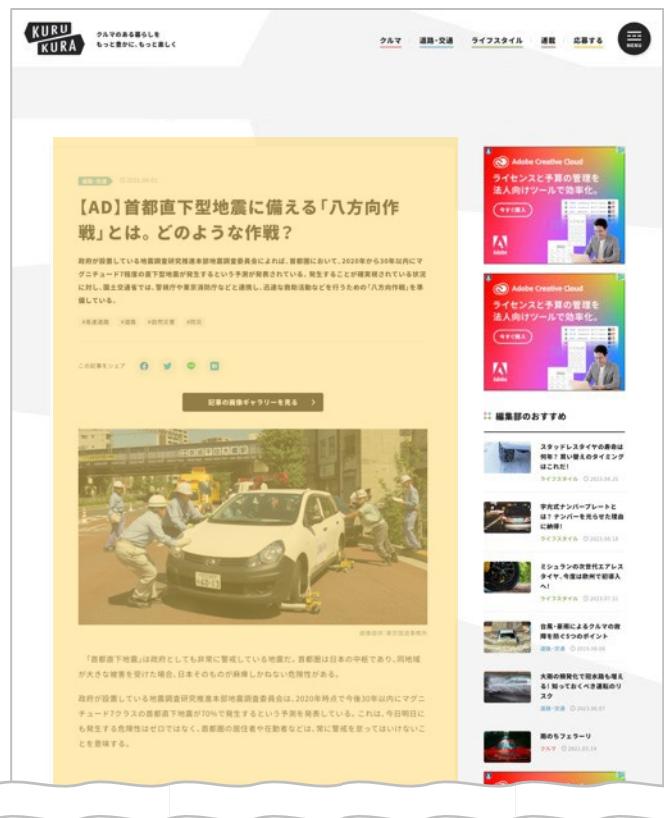 KURU
KURA
クルマのある暮らしを
もっと豊かに、もっと楽しく
クルマ
道路・交通
ライフスタイル
連載
応募する
MENU
道路・交通
【AD】首都直下型地震に備える「八方向作
戦」とは。どのような作戦？
政府が設置している地震調査研究推進本部地震調査委員会によれば、首都圏において、2020年から30年以内にマ
グニチュード7程度の直下型地震が発生するという予測が発表されている。発生することが確実視されている状況
に対し、国土交通省では、警視庁や東京消防庁などと連携し、迅速な救助活動などを行うための「八方向作戦」を準
備している。
#高速道路 #道路 #自然災害 #防災
この記事をシェア
記事の画像ギャラリーを見る
画像提供：東京国道事務所
「首都直下地震」は政府としても非常に警戒している地震だ。首都圏は日本の中枢であり、同地域
が大きな被害を受けた場合、日本そのものが麻痺しかねない危険性がある。
政府が設置している地震調査研究推進本部地震調査委員会は、2020年時点で今後30年以内にマグニ
チュード7クラスの首都直下地震が70%で発生するという予測を発表している。これは、今日明日に
も発生する危険性はゼロではなく、首都圏の居住者や在勤者などは、常に警戒を怠ってはいけないこ
とを意味する。
Adobe Creative Cloud
ライセンスと予算の管理を
法人向けツールで効率化。
今すぐ購入
Adobe
Adobe Creative Cloud
ライセンスと予算の管理を
法人向けツールで効率化。
今すぐ購入
Adobe
編集部のおすすめ
スタッドレスタイヤの寿命は
何年？ 買い替えのタイミング
はこれだ！
ライフスタイル
字光式ナンバープレートと
は？ ナンバーを光らせた理由
に納得！
ライフスタイル
ミシュランの次世代エアレス
タイヤ、今度は欧州で初導入
へ！
ライフスタイル 2023.07.31
台風・豪雨によるクルマの故
障を防ぐ5つのポイント
道路・交通
大雨の頻発化で冠水路も増え
る！ 知っておくべき運転のリ
スク
道路・交通
雨のちフェラーリ
クルマ
Adobe Creative Cloud